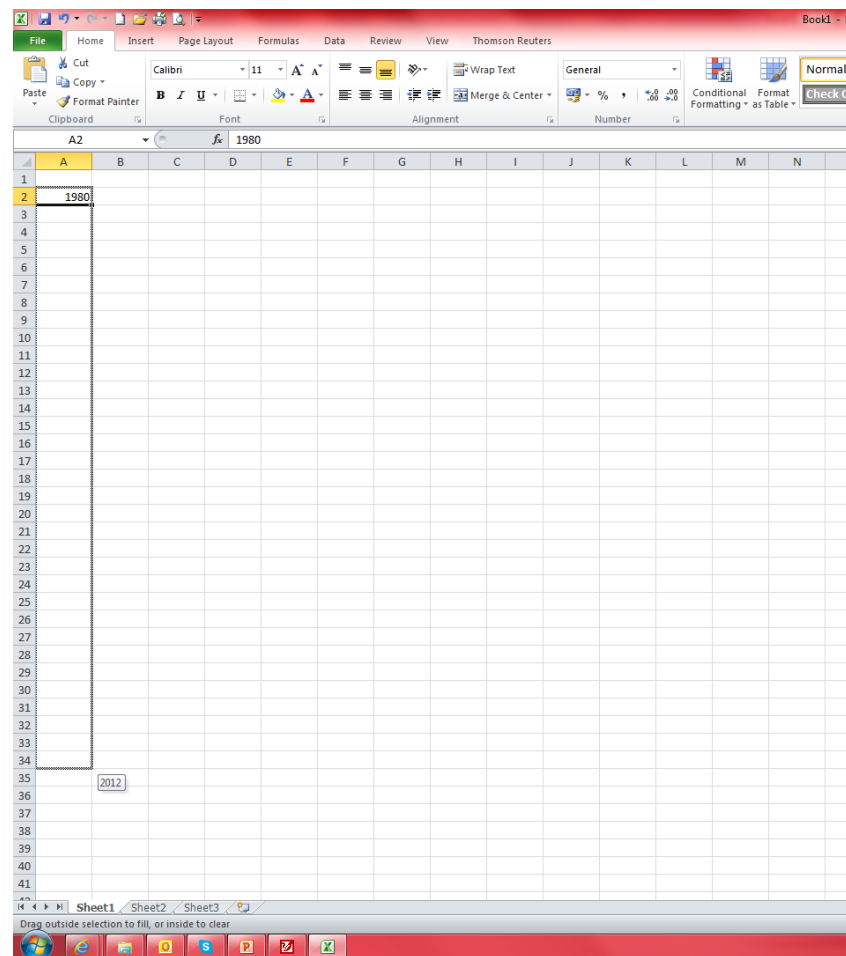 Book1 -
File Home Insert Page Layout Formulas Data Review View Thomson Reuters
Paste
Cut
Copy
Format Painter
Clipboard
Calibri 11 A A
B I U A
Font
Wrap Text
Merge & Center
Alignment
General
% , .0 .00 .00 .0
Number
Conditional Formatting
Format as Table
Normal
A2 fx 1980
A B C D E F G H I J K L M N
1
2 1980
3
4
5
6
7
8
9
10
11
12
13
14
15
16
17
18
19
20
21
22
23
24
25
26
27
28
29
30
31
32
33
34
35 2012
36
37
38
39
40
41
Sheet1 Sheet2 Sheet3
Drag outside selection to fill, or inside to clear